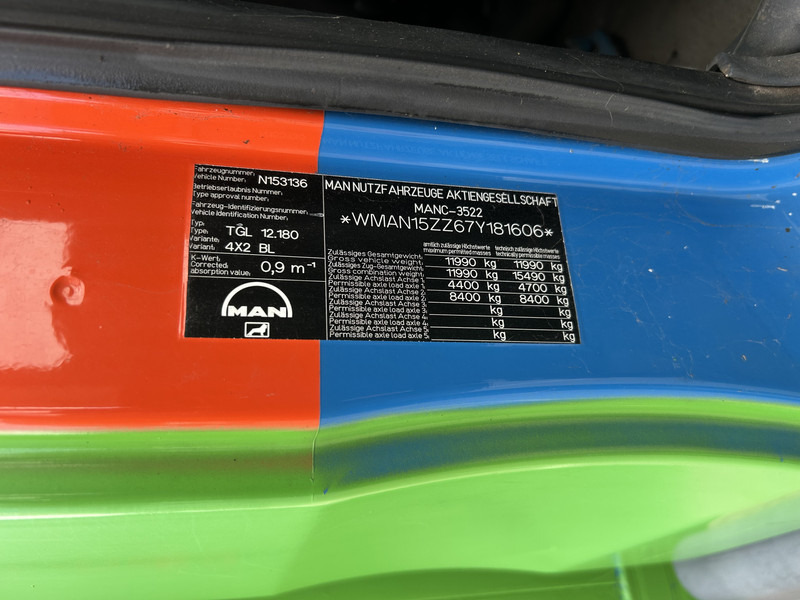 Fahrzeugnummer:
Vehicle Number: N153136
Betriebserlaubnis Nummer:
Type approval number:
Fahrzeug-Identifizierungsnummer
Vehicle Identification Number:
Typ:
Type: TGL 12.180
Variante:
Variant: 4X2 BL
K-Wert:
Corrected absorption value: 0,9 m⁻¹
MAN
MAN NUTZFAHRZEUGE AKTIENGESELLSCHAFT
MANC-3522
*WMAN15ZZ67Y181606*
amtlich zulässige Höchstwerte technisch zulässige Höchstwerte
maximum permitted masses technically permissible masses
Zulässiges Gesamtgewicht:
Gross vehicle weight: 11990 kg 11990 kg
Zulässiges Zug-Gesamtgewicht:
Gross combination weight: 11990 kg 15490 kg
Zulässige Achslast Achse 1:
Permissible axle load axle 1: 4400 kg 4700 kg
Zulässige Achslast Achse 2:
Permissible axle load axle 2: 8400 kg 8400 kg
Zulässige Achslast Achse 3:
Permissible axle load axle 3: kg kg
Zulässige Achslast Achse 4:
Permissible axle load axle 4: kg kg
Zulässige Achslast Achse 5:
Permissible axle load axle 5: kg kg